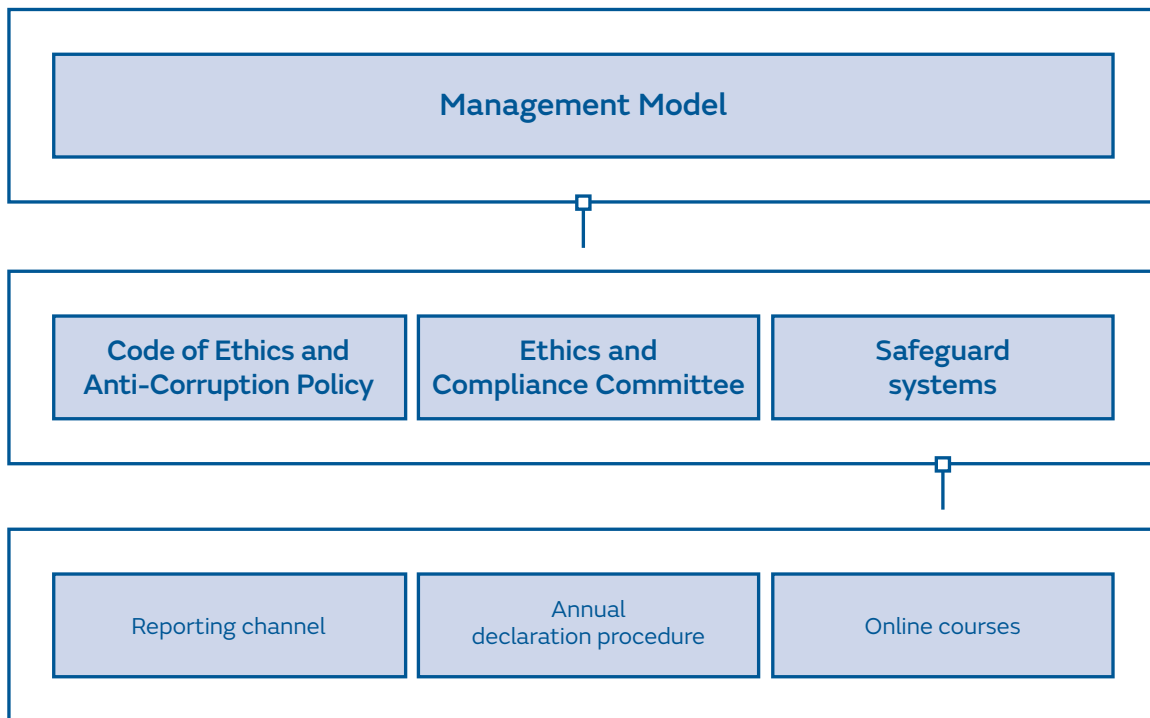 Management Model
Code of Ethics and
Anti-Corruption Policy
Ethics and
Compliance Committee
Safeguard
systems
Reporting channel
Annual
declaration procedure
Online courses